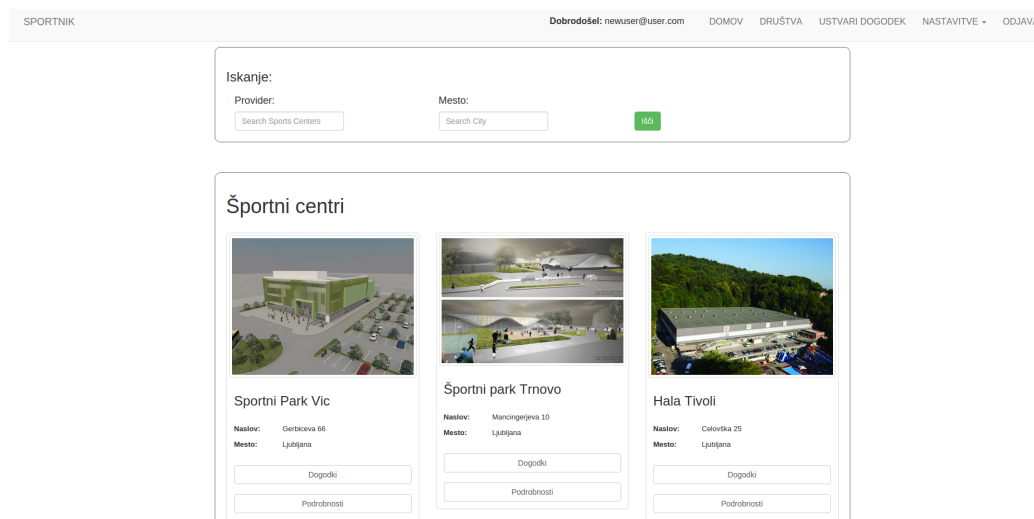 SPORTNIK Dobrodošel: newuser@user.com DOMOV DRUŠTVA USTVARI DOGODEK NASTAVITVE ODJAVA
Iskanje:
Provider: Mesto:
Search Sports Centers Search City Išči
Športni centri
Sportni Park Vic
Naslov: Gerbiceva 66
Mesto: Ljubljana
Dogodki
Podrobnosti
Športni park Trnovo
Naslov: Mancingerjeva 10
Mesto: Ljubljana
Dogodki
Podrobnosti
Hala Tivoli
Naslov: Celovška 25
Mesto: Ljubljana
Dogodki
Podrobnosti